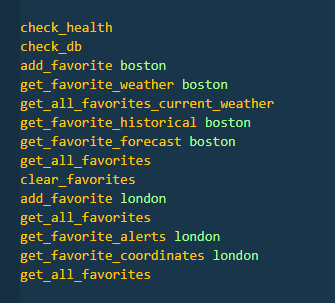 check_health
check_db
add_favorite boston
get_favorite_weather boston
get_all_favorites_current_weather
get_favorite_historical boston
get_favorite_forecast boston
get_all_favorites
clear_favorites
add_favorite london
get_all_favorites
get_favorite_alerts london
get_favorite_coordinates london
get_all_favorites